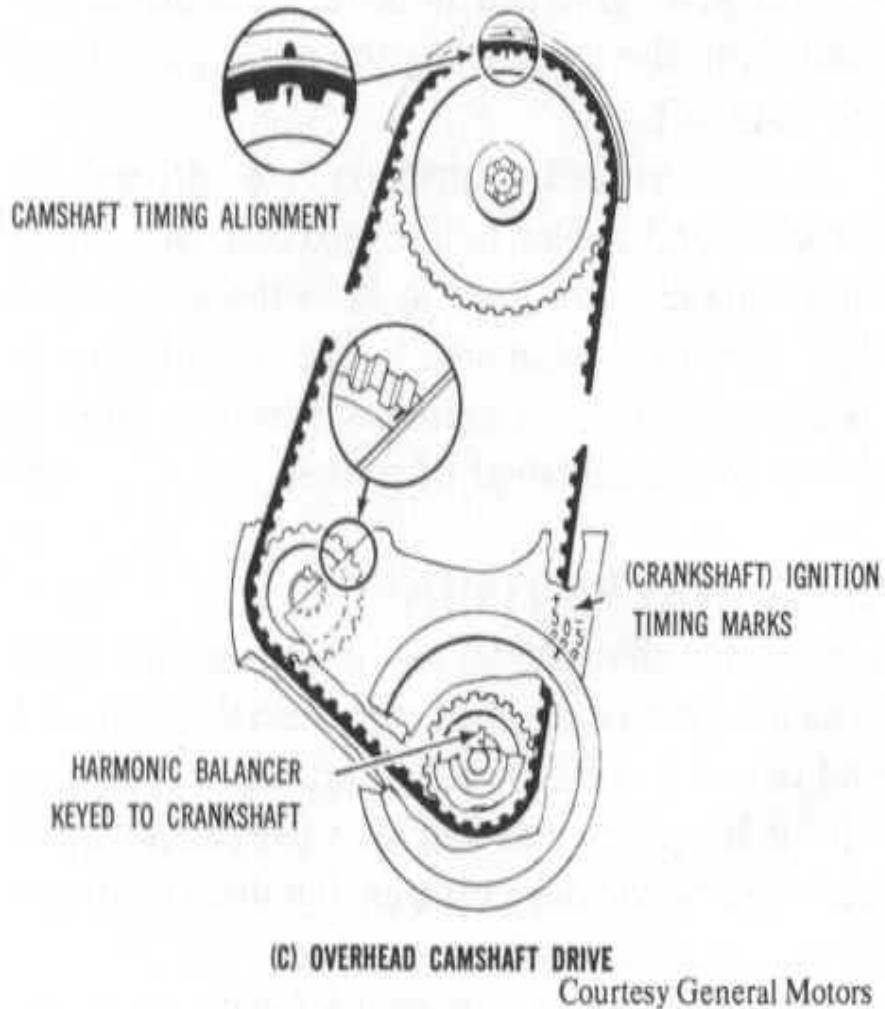 CAMSHAFT TIMING ALIGNMENT
(CRANKSHAFT) IGNITION
TIMING MARKS
HARMONIC BALANCER
KEYED TO CRANKSHAFT
(C) OVERHEAD CAMSHAFT DRIVE
Courtesy General Motors